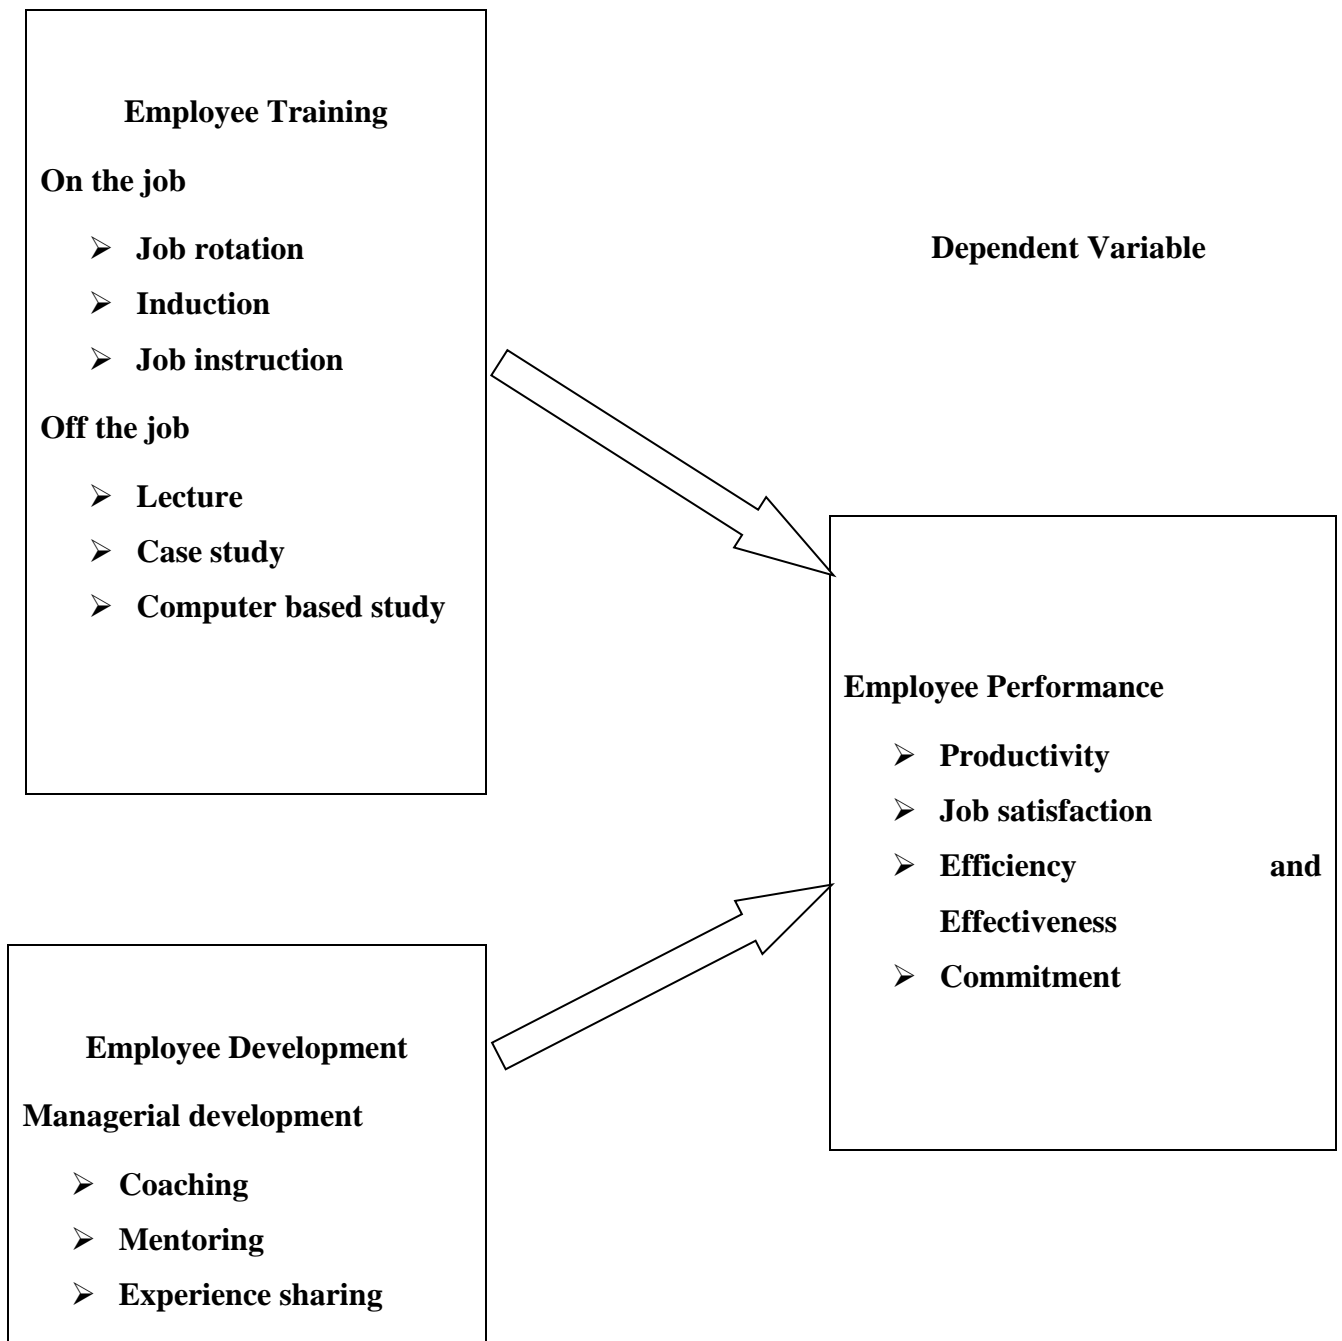 Employee Training
On the job
➢ Job rotation
➢ Induction
➢ Job instruction
Off the job
➢ Lecture
➢ Case study
➢ Computer based study
Dependent Variable
Employee Performance
➢ Productivity
➢ Job satisfaction
➢ Efficiency and
Effectiveness
➢ Commitment
Employee Development
Managerial development
➢ Coaching
➢ Mentoring
➢ Experience sharing